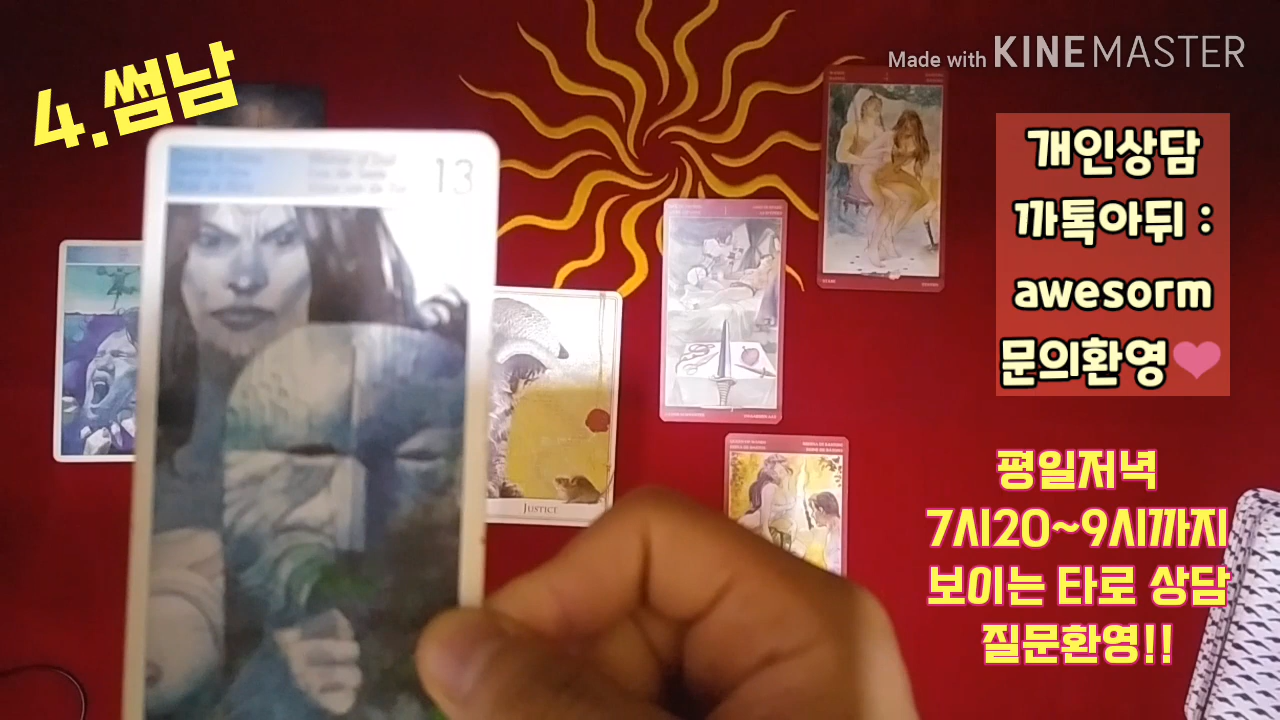 4.썸남
Made with KINEMASTER
개인상담
까톡아뒤 :
awesorm
문의환영
평일저녁
7시20~9시까지
보이는 타로 상담
질문환영!!
13
JUSTICE